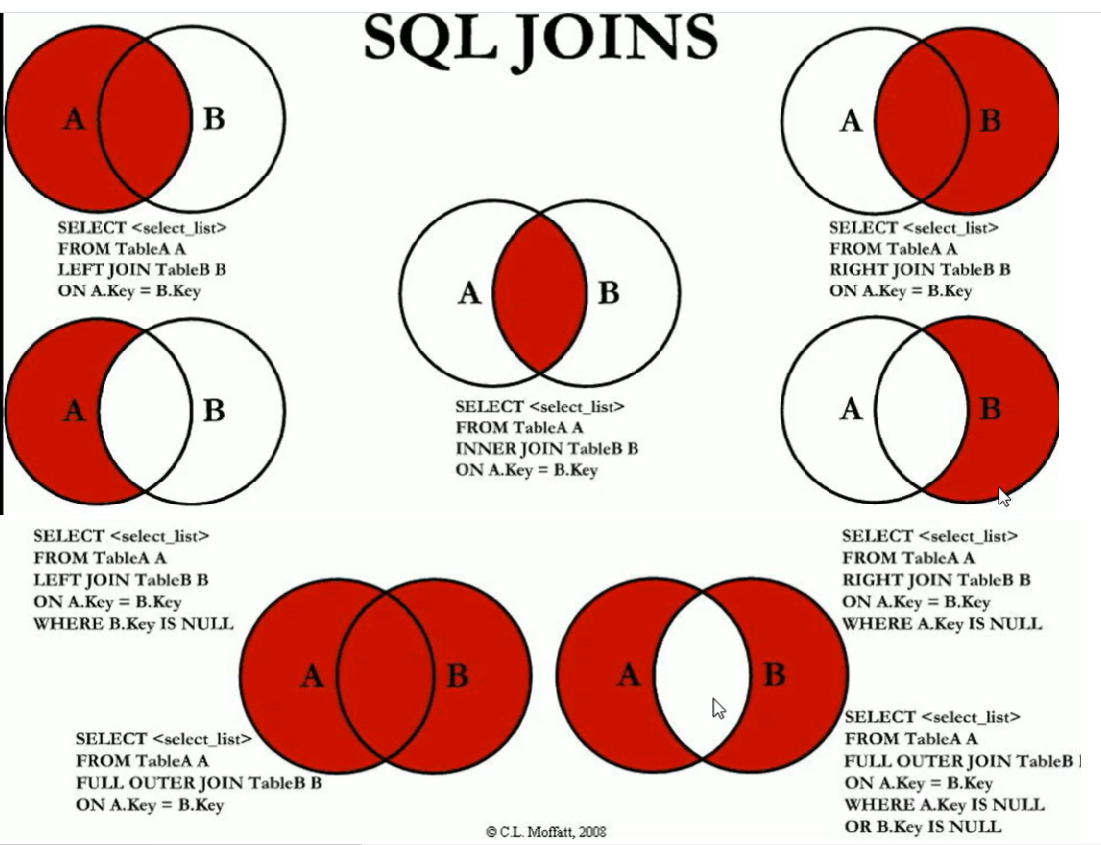 SQL JOINS
A
B
SELECT <select_list>
FROM TableA A
LEFT JOIN TableB B
ON A.Key = B.Key
A
B
SELECT <select_list>
FROM TableA A
RIGHT JOIN TableB B
ON A.Key = B.Key
A
B
SELECT <select_list>
FROM TableA A
INNER JOIN TableB B
ON A.Key = B.Key
A
B
SELECT <select_list>
FROM TableA A
LEFT JOIN TableB B
ON A.Key = B.Key
WHERE B.Key IS NULL
A
B
SELECT <select_list>
FROM TableA A
RIGHT JOIN TableB B
ON A.Key = B.Key
WHERE A.Key IS NULL
A
B
SELECT <select_list>
FROM TableA A
FULL OUTER JOIN TableB B
ON A.Key = B.Key
A
B
SELECT <select_list>
FROM TableA A
FULL OUTER JOIN TableB
ON A.Key = B.Key
WHERE A.Key IS NULL
OR B.Key IS NULL
© C.L. Moffatt, 2008